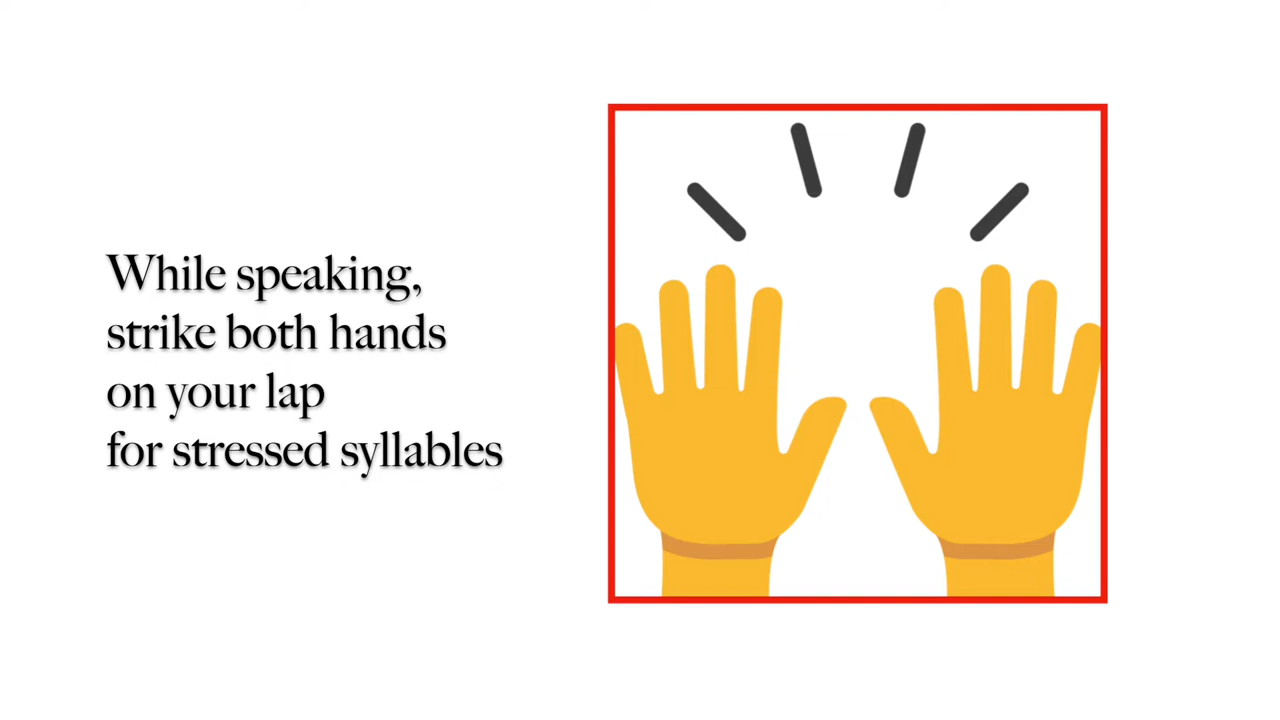 While speaking,
strike both hands
on your lap
for stressed syllables